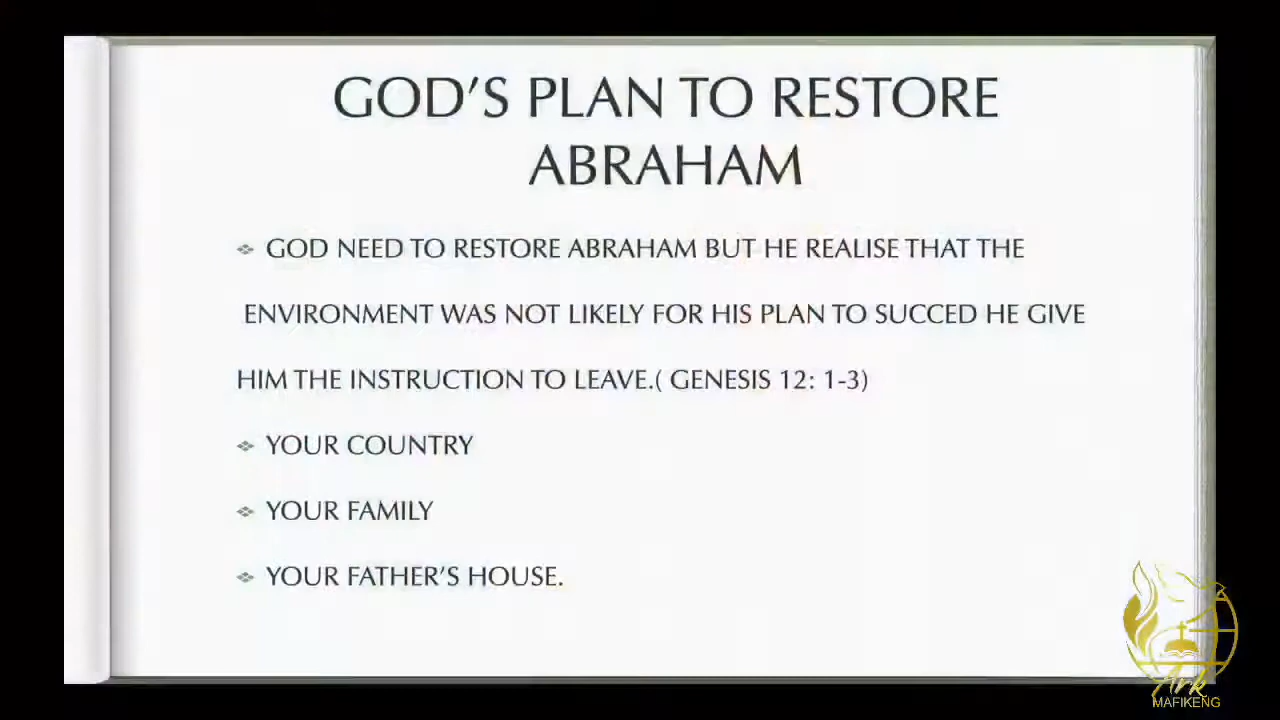 GOD'S PLAN TO RESTORE
ABRAHAM
GOD NEED TO RESTORE ABRAHAM BUT HE REALISE THAT THE
ENVIRONMENT WAS NOT LIKELY FOR HIS PLAN TO SUCCED HE GIVE
HIM THE INSTRUCTION TO LEAVE.( GENESIS 12: 1-3)
YOUR COUNTRY
YOUR FAMILY
YOUR FATHER'S HOUSE.
Ark
MAFIKENG